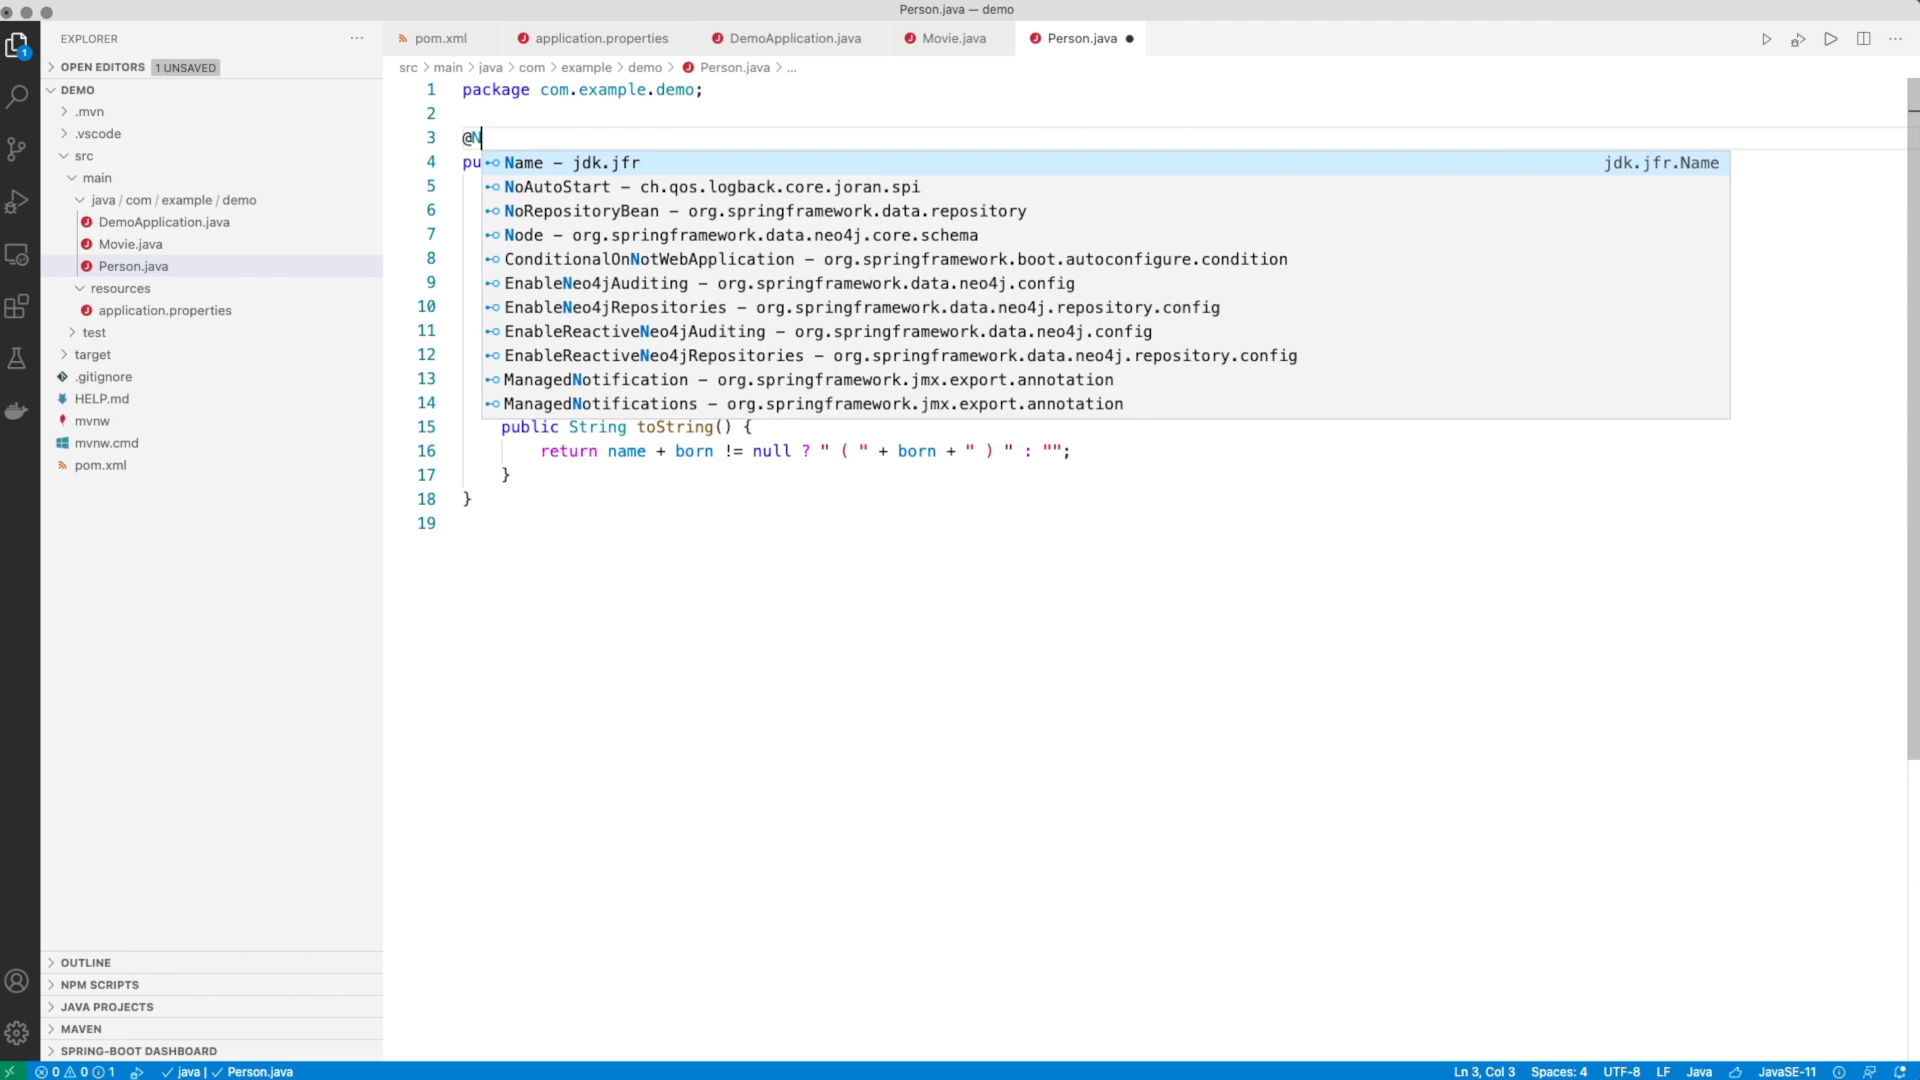 Person.java — demo
EXPLORER
OPEN EDITORS 1 UNSAVED
DEMO
.mvn
.vscode
src
main
java / com / example / demo
DemoApplication.java
Movie.java
Person.java
resources
application.properties
test
target
.gitignore
HELP.md
mvnw
mvnw.cmd
pom.xml
OUTLINE
NPM SCRIPTS
JAVA PROJECTS
MAVEN
SPRING-BOOT DASHBOARD
pom.xml application.properties DemoApplication.java Movie.java Person.java
src > main > java > com > example > demo > Person.java > ...
1 package com.example.demo;
2
3 @N
4 pu
Name – jdk.jfr jdk.jfr.Name
5 NoAutoStart – ch.qos.logback.core.joran.spi
6 NoRepositoryBean – org.springframework.data.repository
7 Node – org.springframework.data.neo4j.core.schema
8 ConditionalOnNotWebApplication – org.springframework.boot.autoconfigure.condition
9 EnableNeo4jAuditing – org.springframework.data.neo4j.config
10 EnableNeo4jRepositories – org.springframework.data.neo4j.repository.config
11 EnableReactiveNeo4jAuditing – org.springframework.data.neo4j.config
12 EnableReactiveNeo4jRepositories – org.springframework.data.neo4j.repository.config
13 ManagedNotification – org.springframework.jmx.export.annotation
14 ManagedNotifications – org.springframework.jmx.export.annotation
15 public String toString() {
16 return name + born != null ? " ( " + born + " ) " : "";
17 }
18 }
19
1
0 0 1 java | Person.java Ln 3, Col 3 Spaces: 4 UTF-8 LF Java JavaSE-11